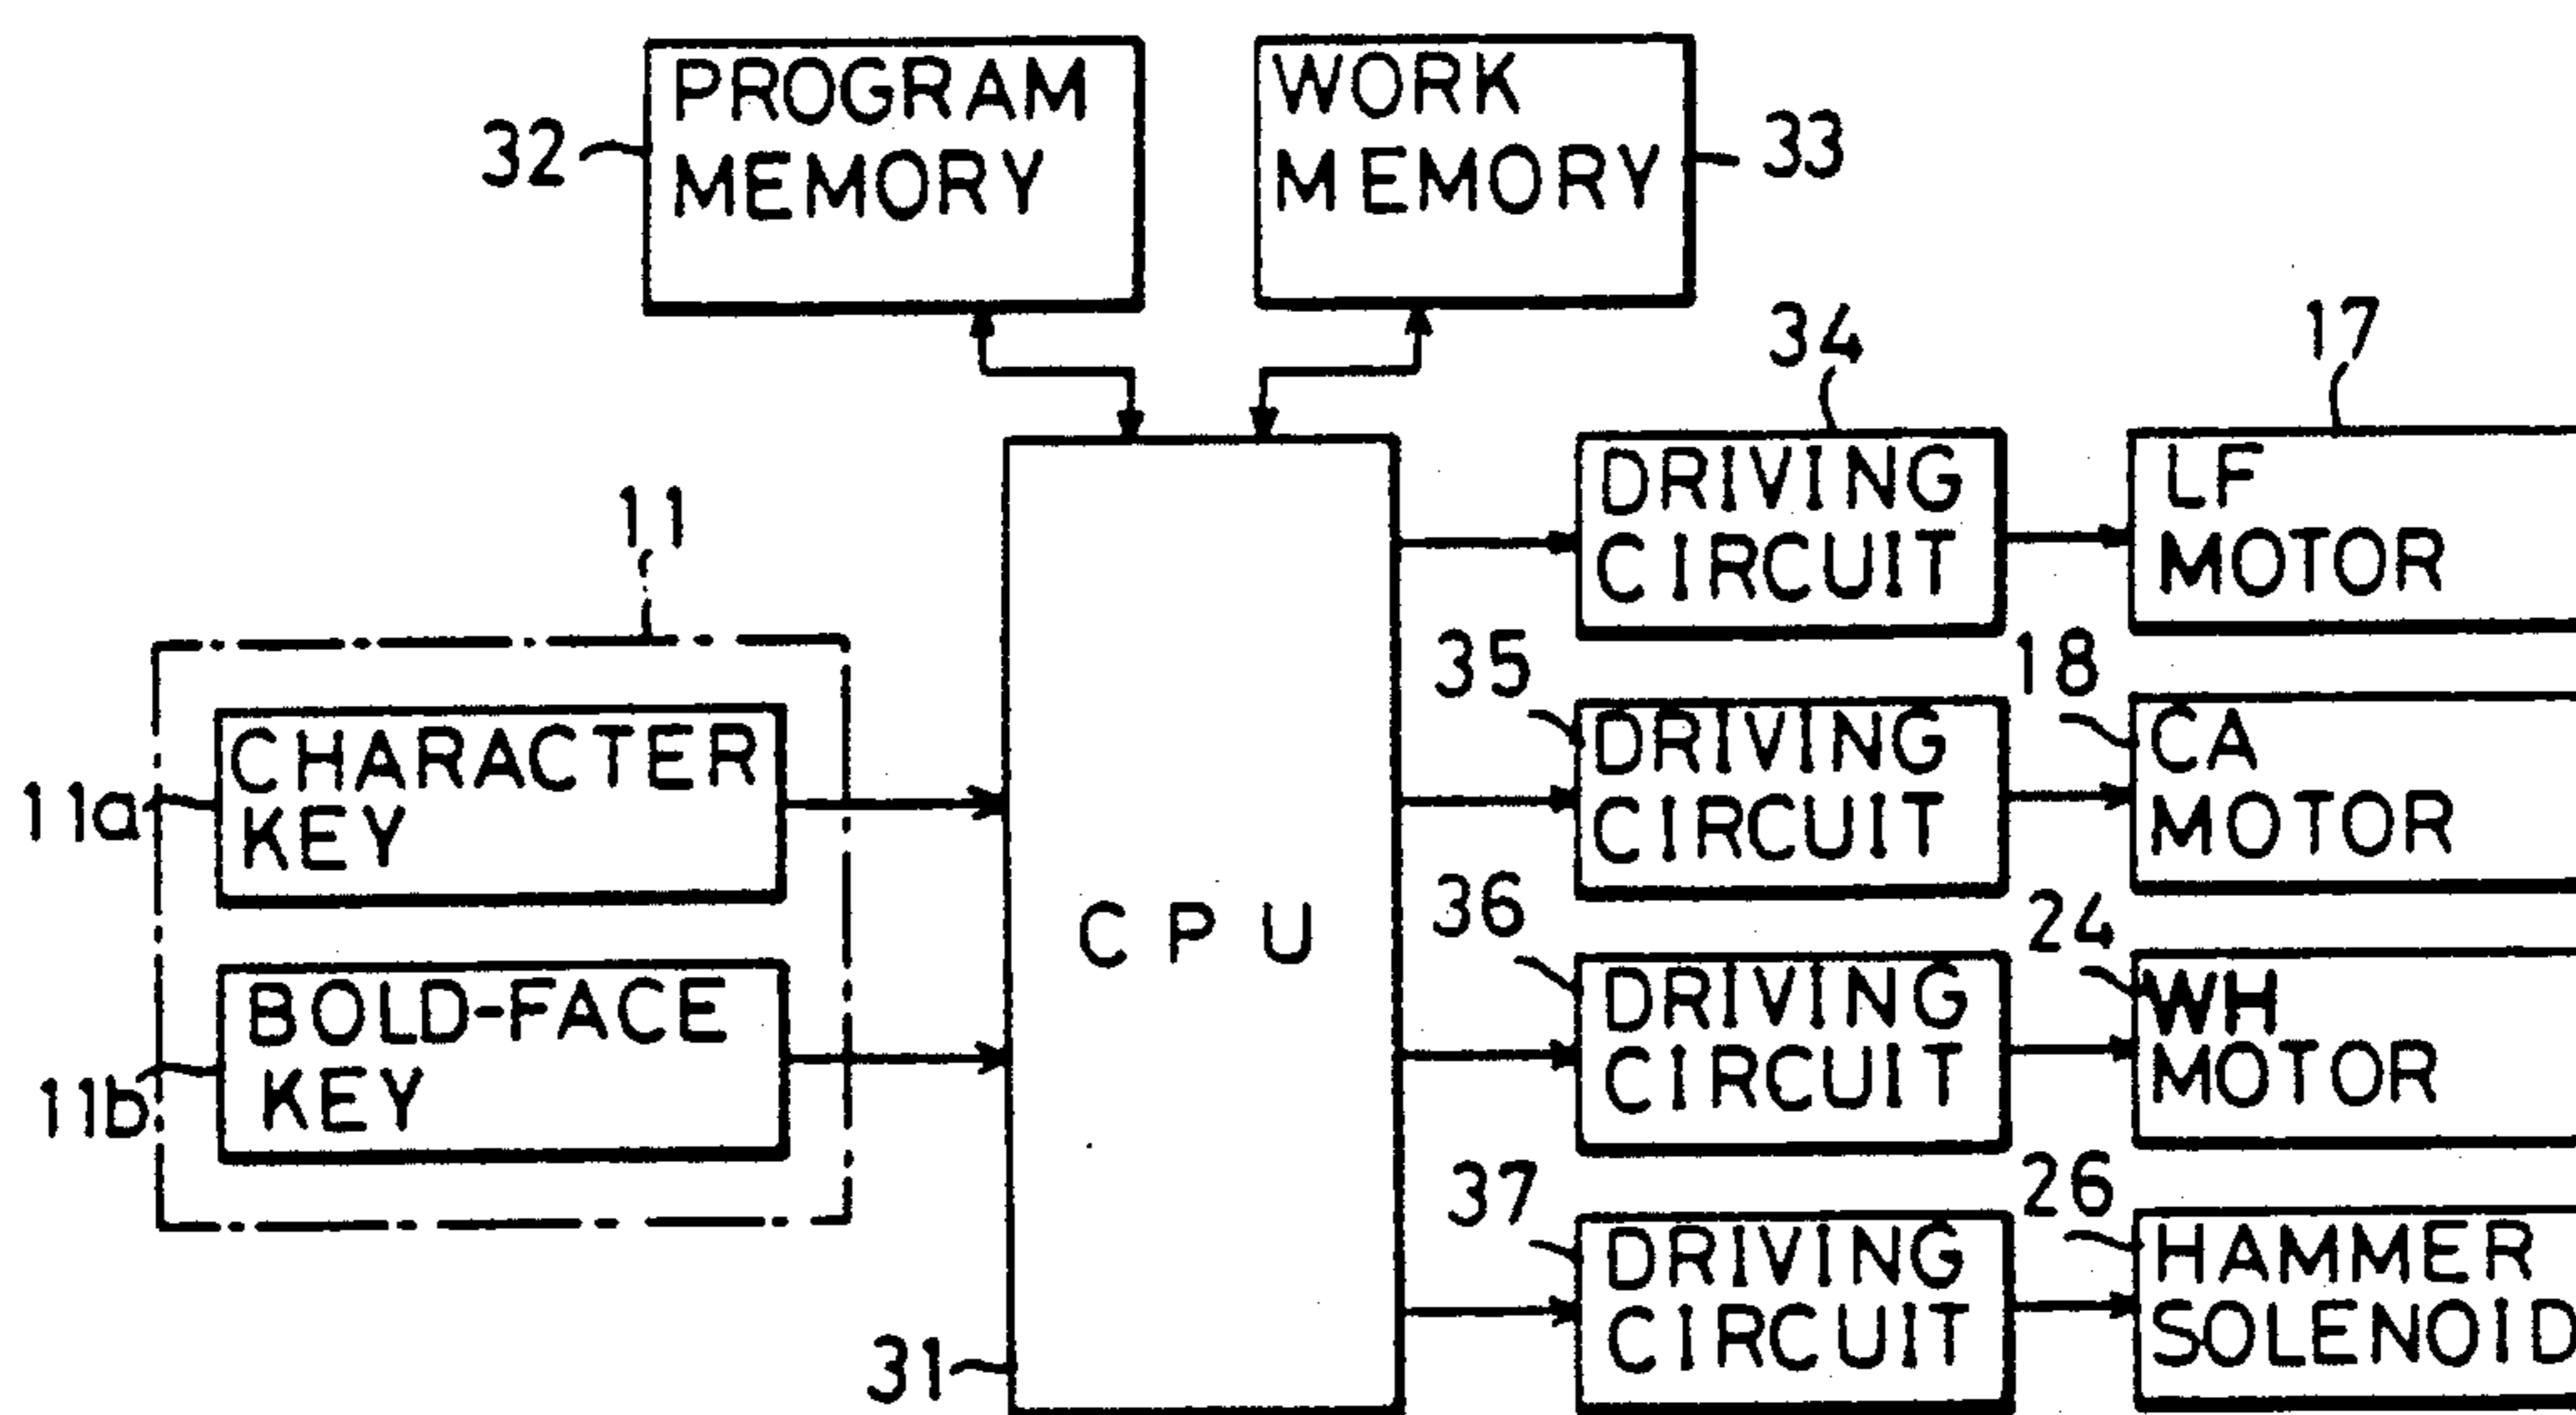 PROGRAM
MEMORY
32
WORK
MEMORY
33
34
17
DRIVING
CIRCUIT
LF
MOTOR
11
35
18
CHARACTER
KEY
11a
DRIVING
CIRCUIT
CA
MOTOR
CPU
36
24
BOLD-FACE
KEY
11b
DRIVING
CIRCUIT
WH
MOTOR
37
26
DRIVING
CIRCUIT
HAMMER
SOLENOID
31